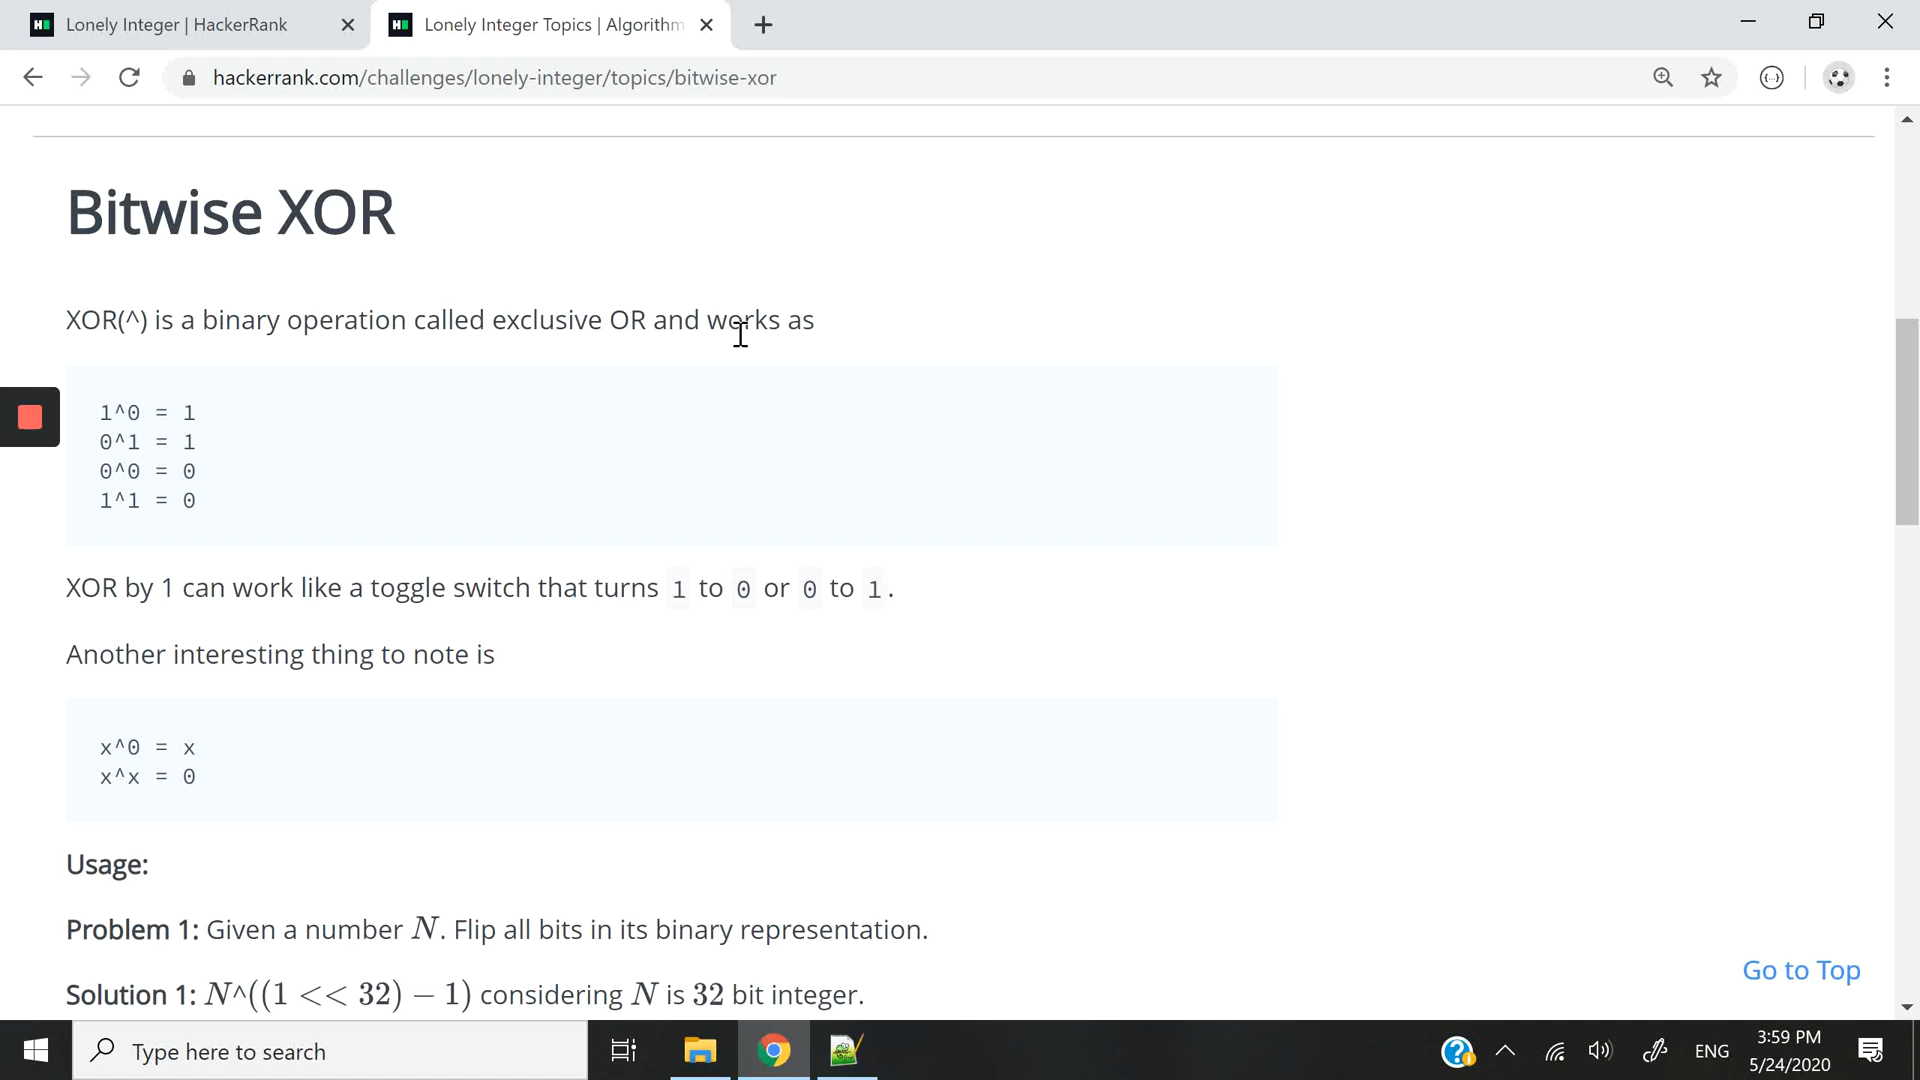 Lonely Integer | HackerRank
Lonely Integer Topics | Algorithm
hackerrank.com/challenges/lonely-integer/topics/bitwise-xor
Bitwise XOR
XOR(^) is a binary operation called exclusive OR and works as
1^0 = 1
0^1 = 1
0^0 = 0
1^1 = 0
XOR by 1 can work like a toggle switch that turns 1 to 0 or 0 to 1.
Another interesting thing to note is
x^0 = x
x^x = 0
Usage:
Problem 1: Given a number N. Flip all bits in its binary representation.
Go to Top
Solution 1: N^((1 << 32) − 1) considering N is 32 bit integer.
Type here to search
ENG
3:59 PM
5/24/2020